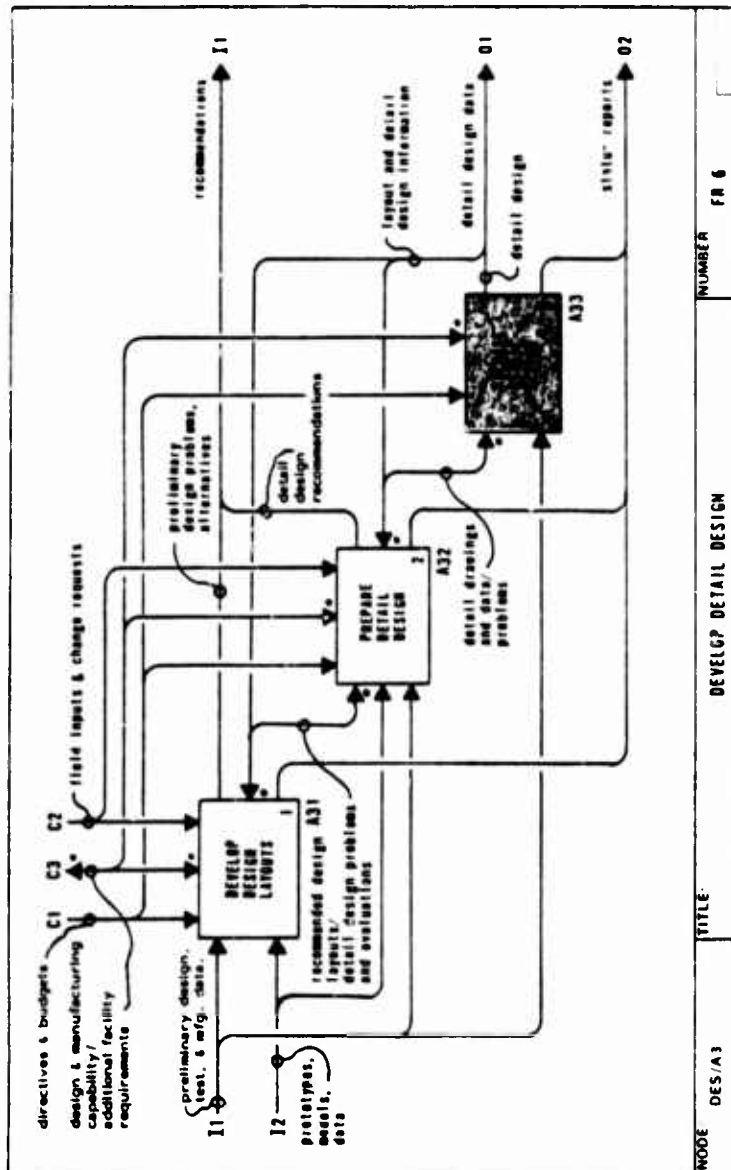 directives & budgets
design & manufacturing
capability/
additional facility
requirements
C1
C3
C2
field inputs & change requests
preliminary design,
test, & mfg. data.
I1
I2
prototypes,
models,
data
DEVELOP
DESIGN
LAYOUTS
1
A31
recommended design
layouts/
detail design problems
and evaluations
preliminary
design problems,
alternatives
detail
design
recommendations
PREPARE
DETAIL
DESIGN
2
A32
detail drawings
and data/
problems
A33
recommendations
I1
layout and detail
design information
detail design data
O1
detail design
reports
O2
NODE
DES/A3
TITLE:
DEVELOP DETAIL DESIGN
NUMBER
FR 6